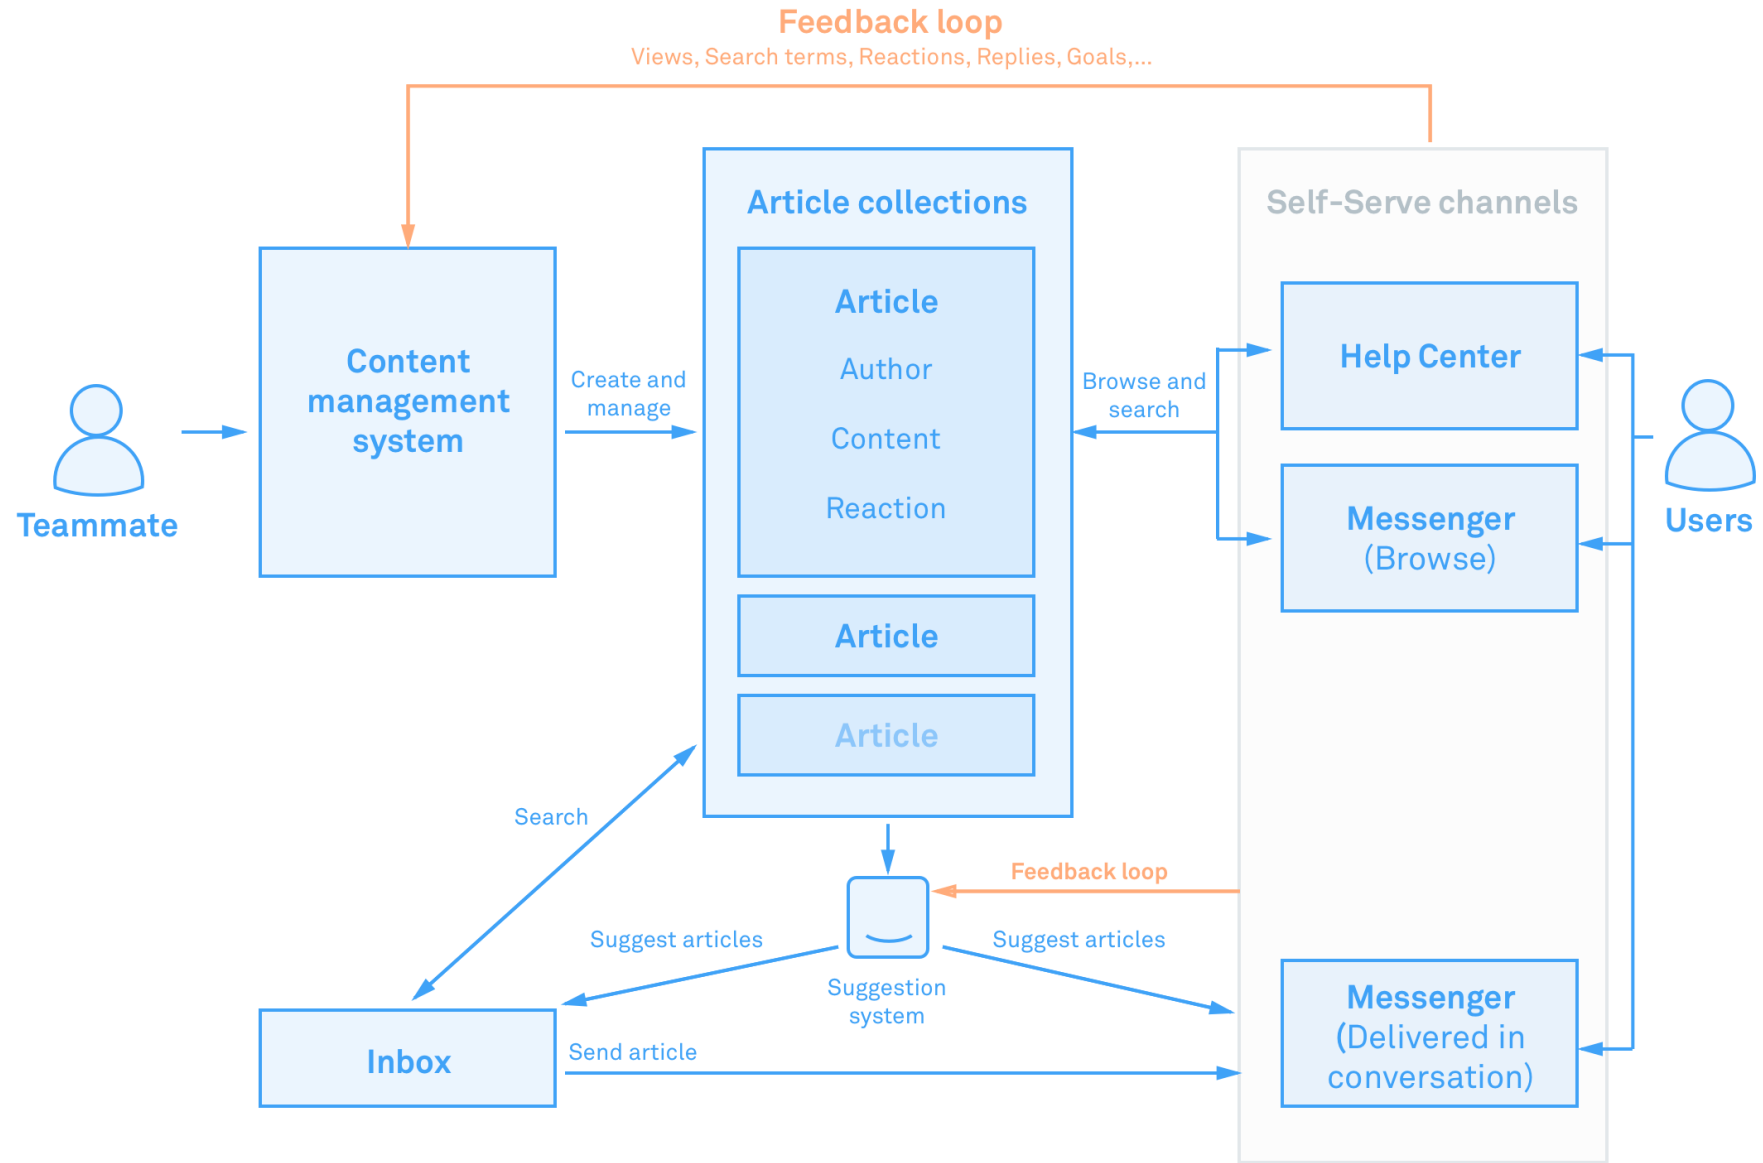 Feedback loop
Views, Search terms, Reactions, Replies, Goals,...
Teammate
Content
management
system
Create and
manage
Article collections
Article
Author
Content
Reaction
Article
Article
Browse and
search
Self-Serve channels
Help Center
Messenger
(Browse)
Users
Search
Feedback loop
Suggest articles
Suggest articles
Suggestion
system
Inbox
Send article
Messenger
(Delivered in
conversation)